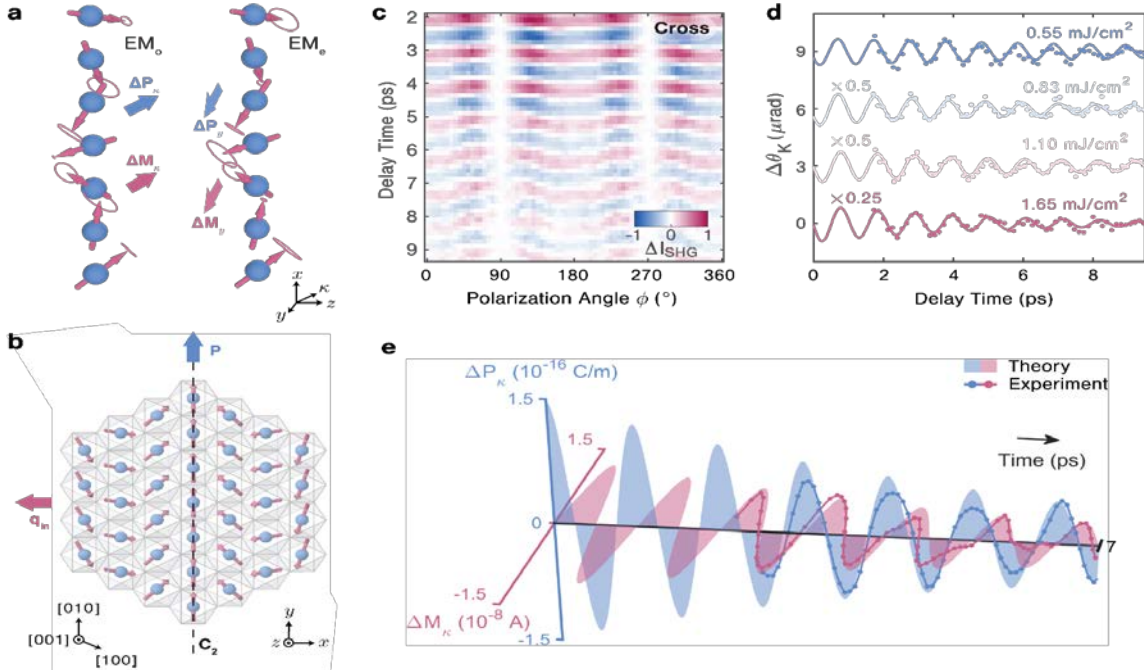 a
EMₒ
EMₑ
ΔPκ
ΔPy
ΔMκ
ΔMy
x
κ
y
z
b
P
qin
[010]
[001]
[100]
C₂
y
z
x
c
Cross
Delay Time (ps)
2
3
4
5
6
7
8
9
-1 0 1
ΔISHG
0 90 180 270 360
Polarization Angle ϕ (°)
d
ΔθK (μrad)
9
6
3
0
0.55 mJ/cm²
×0.5 0.83 mJ/cm²
×0.5 1.10 mJ/cm²
×0.25 1.65 mJ/cm²
0 2 4 6 8
Delay Time (ps)
e
ΔPκ (10⁻¹⁶ C/m)
Theory
Experiment
1.5
1.5
Time (ps)
0
7
-1.5
ΔMκ (10⁻⁸ A)
-1.5